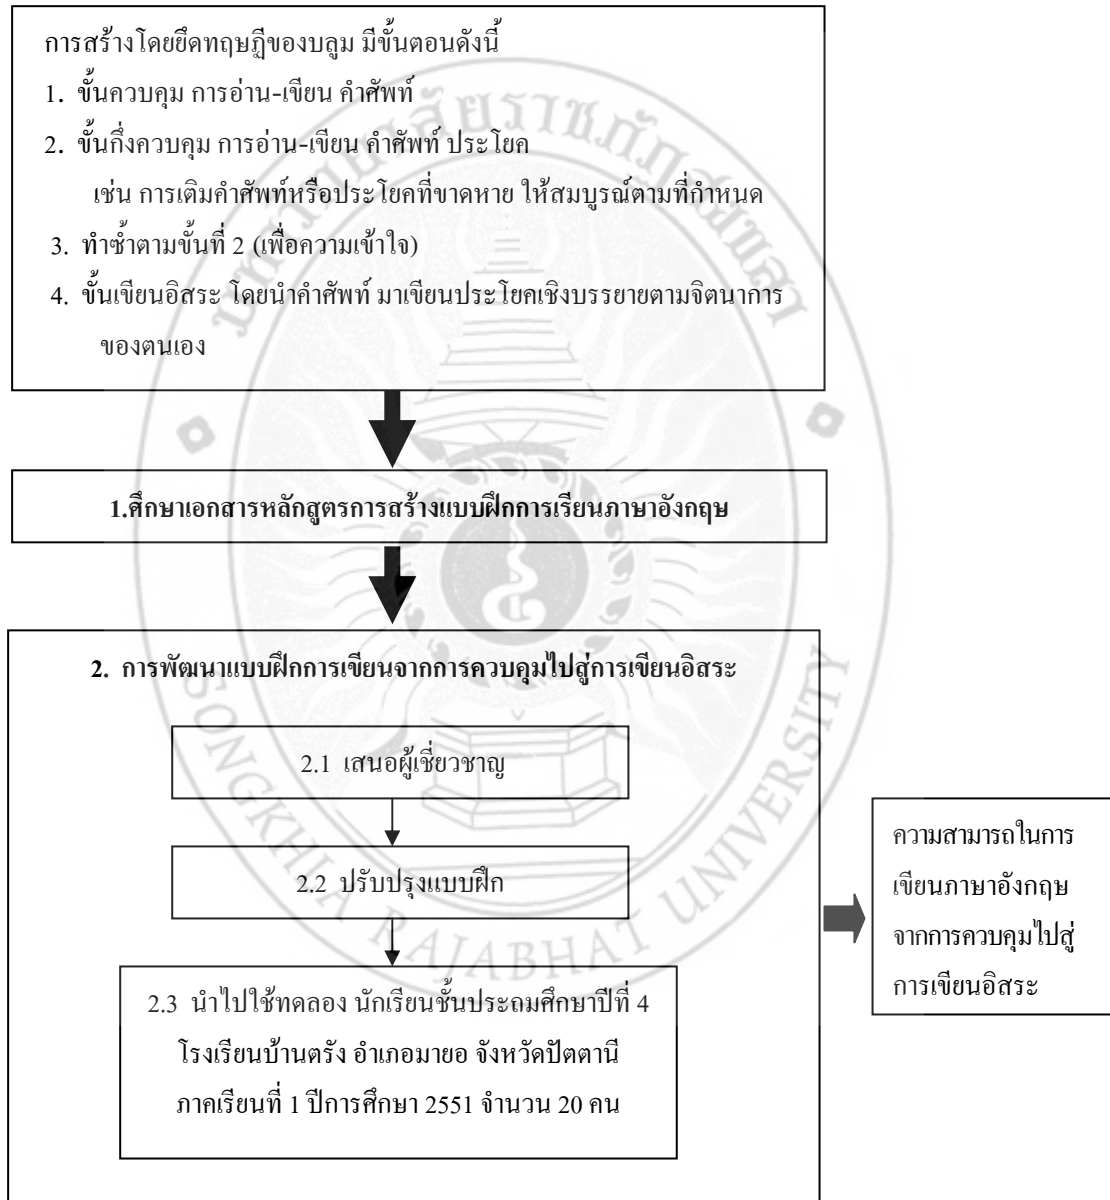 การสร้างโดยยึดทฤษฎีของบลูม มีขั้นตอนดังนี้
1. ขั้นควบคุม การอ่าน-เขียน คำศัพท์
2. ขั้นกึ่งควบคุม การอ่าน-เขียน คำศัพท์ ประโยค
เช่น การเติมคำศัพท์หรือประโยคที่ขาดหาย ให้สมบูรณ์ตามที่กำหนด
3. ทำซ้ำตามขั้นที่ 2 (เพื่อความเข้าใจ)
4. ขั้นเขียนอิสระ โดยนำคำศัพท์ มาเขียนประโยคเชิงบรรยายตามจิตนาการ
ของตนเอง
1.ศึกษาเอกสารหลักสูตรการสร้างแบบฝึกการเรียนภาษาอังกฤษ
2. การพัฒนาแบบฝึกการเขียนจากการควบคุมไปสู่การเขียนอิสระ
2.1 เสนอผู้เชี่ยวชาญ
2.2 ปรับปรุงแบบฝึก
2.3 นำไปใช้ทดลอง นักเรียนชั้นประถมศึกษาปีที่ 4
โรงเรียนบ้านตรัง อำเภอมายอ จังหวัดปัตตานี
ภาคเรียนที่ 1 ปีการศึกษา 2551 จำนวน 20 คน
ความสามารถในการ
เขียนภาษาอังกฤษ
จากการควบคุมไปสู่
การเขียนอิสระ
มหาวิทยาลัยราชภัฏสงขลา
SONGKHLA RAJABHAT UNIVERSITY